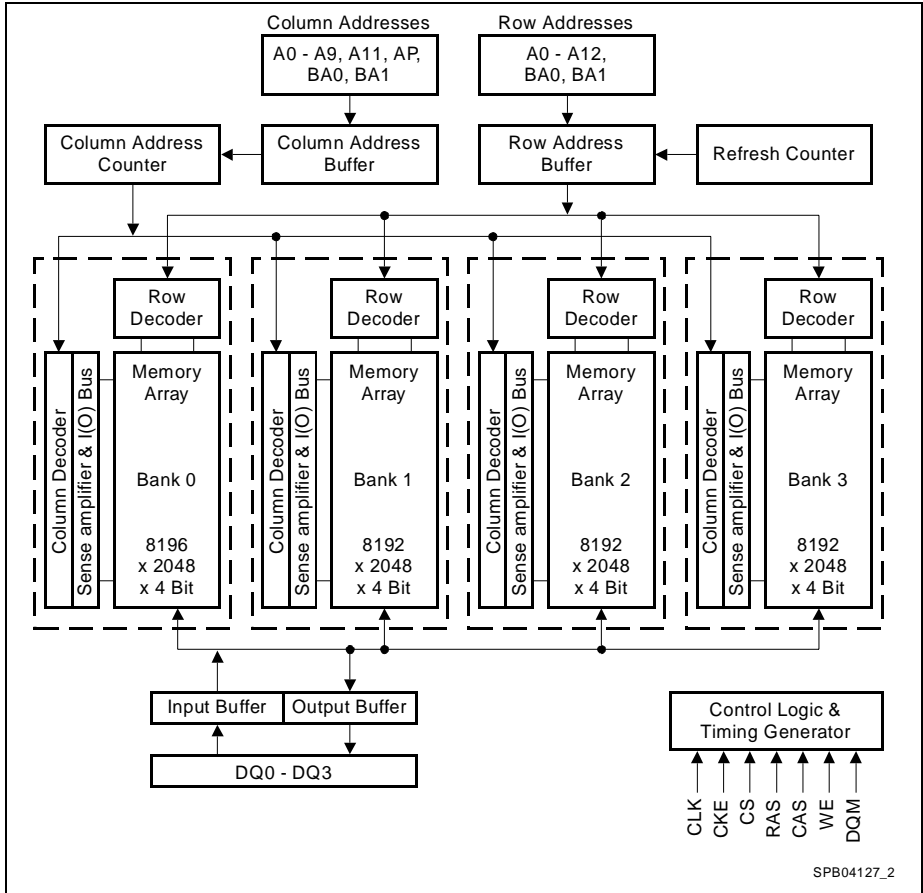 Column Addresses
Row Addresses
A0 - A9, A11, AP,
BA0, BA1
A0 - A12,
BA0, BA1
Column Address
Counter
Column Address
Buffer
Row Address
Buffer
Refresh Counter
Row
Decoder
Row
Decoder
Row
Decoder
Row
Decoder
Column Decoder
Sense amplifier & I(O) Bus
Memory
Array
Bank 0
8196
x 2048
x 4 Bit
Column Decoder
Sense amplifier & I(O) Bus
Memory
Array
Bank 1
8192
x 2048
x 4 Bit
Column Decoder
Sense amplifier & I(O) Bus
Memory
Array
Bank 2
8192
x 2048
x 4 Bit
Column Decoder
Sense amplifier & I(O) Bus
Memory
Array
Bank 3
8192
x 2048
x 4 Bit
Input Buffer
Output Buffer
DQ0 - DQ3
Control Logic &
Timing Generator
CLK
CKE
CS
RAS
CAS
WE
DQM
SPB04127_2